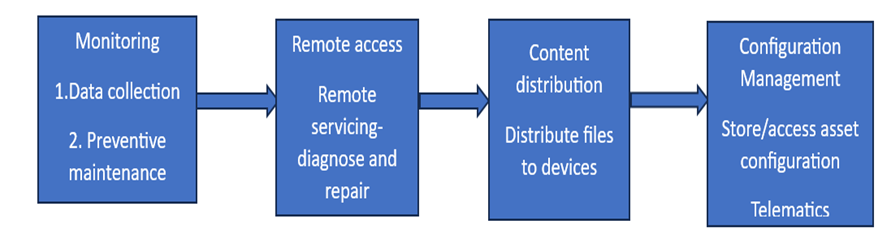 Monitoring
1.Data collection
2. Preventive
maintenance
Remote access
Remote
servicing-
diagnose and
repair
Content
distribution
Distribute files
to devices
Configuration
Management
Store/access asset
configuration
Telematics